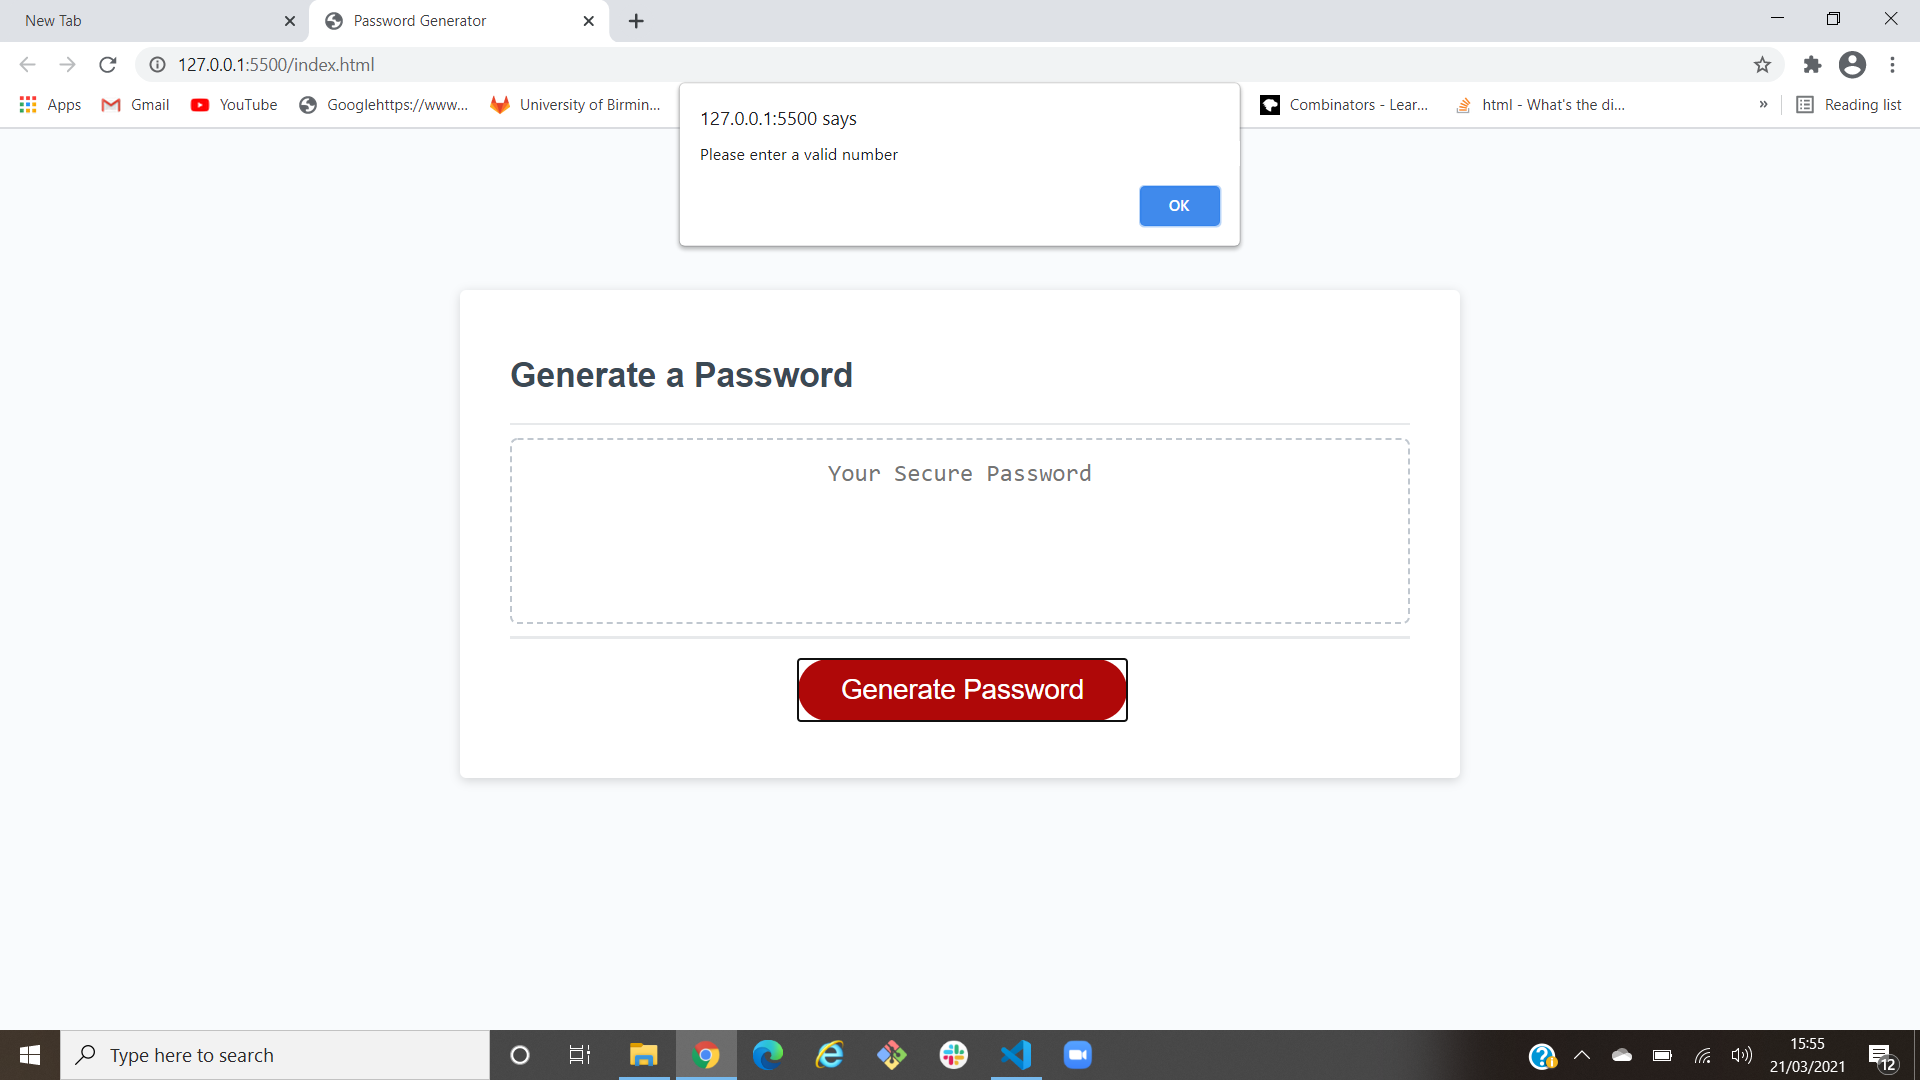 New Tab
Password Generator
127.0.0.1:5500/index.html
Apps
Gmail
YouTube
Googlehttps://www...
University of Birmin...
Combinators - Lear...
html - What's the di...
»
Reading list
127.0.0.1:5500 says
Please enter a valid number
OK
Generate a Password
Your Secure Password
Generate Password
Type here to search
15:55
21/03/2021
12